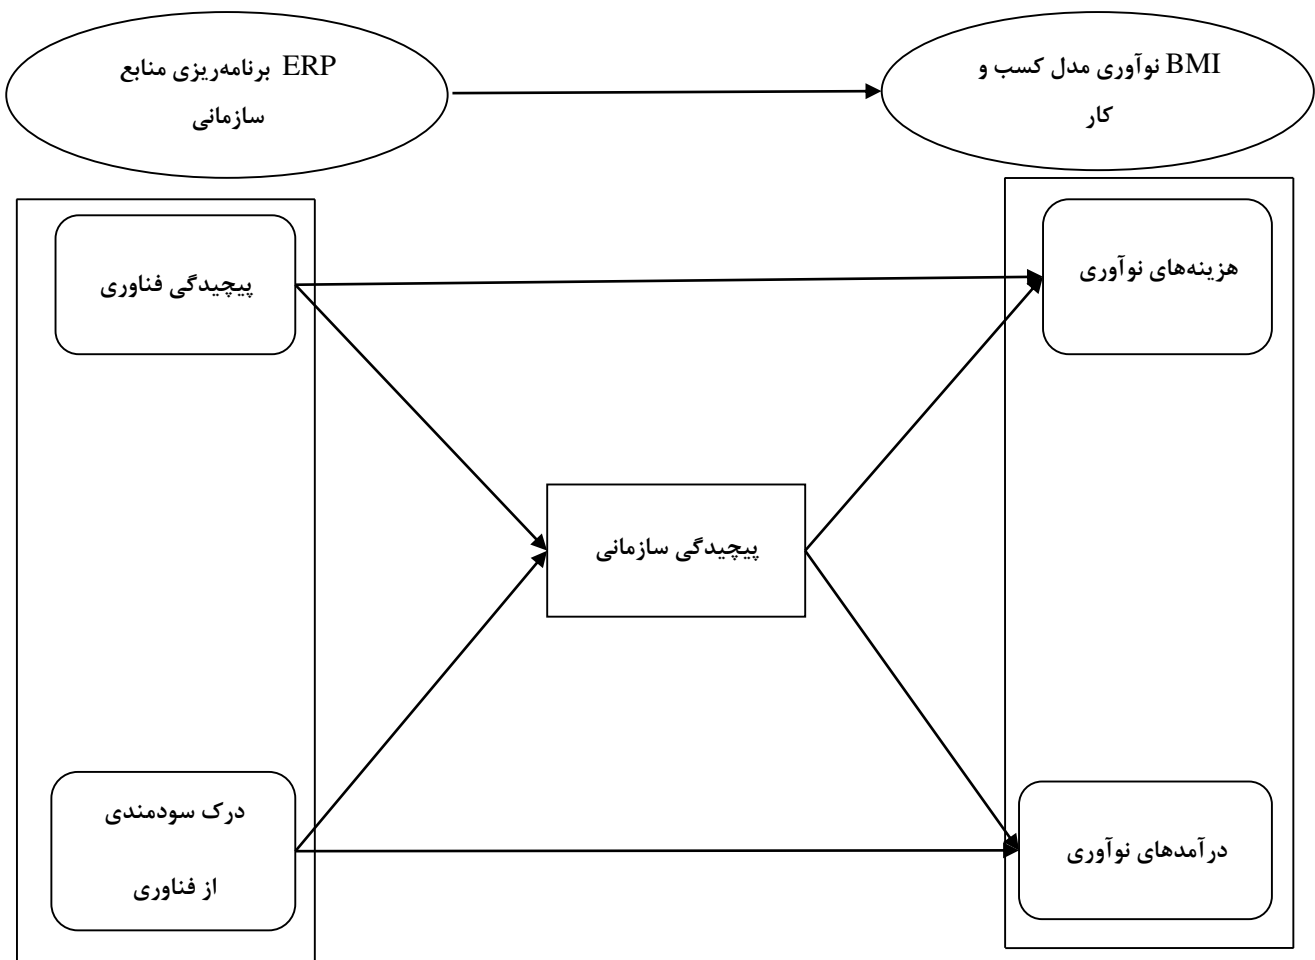 ERP برنامه‌ریزی منابع
سازمانی
BMI نوآوری مدل کسب و
کار
پیچیدگی فناوری
هزینه‌های نوآوری
پیچیدگی سازمانی
درک سودمندی
از فناوری
درآمدهای نوآوری